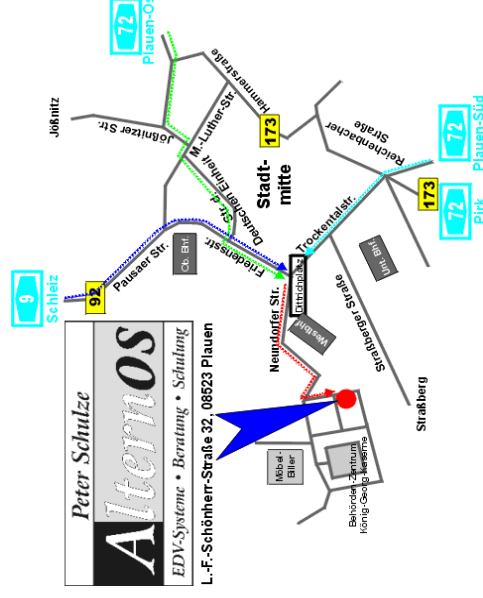 Peter Schulze
AlternOS
EDV-Systeme • Beratung • Schulung
L.-F.-Schönherr-Straße 32, 08523 Plauen
9
Schleiz
92
Pausaer Str.
Jößnitz
Jößnitzer Str.
72
Plauen-Os
Hammerstraße
M.-Luther-Str.
173
Str. d.
Deutschen Einheit
Friedensstr.
Ob. Bhf.
Stadt-
mitte
Neundorfer Str.
Dittrichplatz
Westbhf
Trockentalstr.
Unt. Bhf.
Reichenbacher
Straße
72
Plauen-Süd
173
72
Pirk
Straßberger Straße
Straßberg
Möbel-
Biller
Behörden-Zentrum
König-Georg-Kaserne